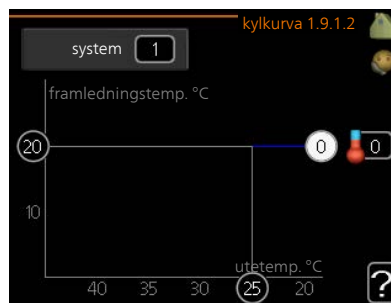 kylkurva 1.9.1.2
system 1
framledningstemp. °C
20
0
0
10
utetemp. °C
40 35 30 25 20
?